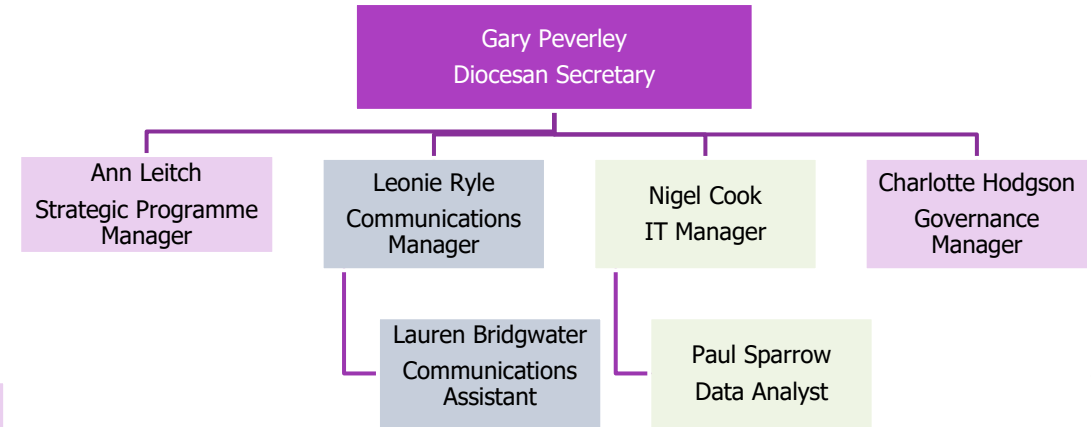 Gary Peverley
Diocesan Secretary
Ann Leitch
Strategic Programme
Manager
Leonie Ryle
Communications
Manager
Nigel Cook
IT Manager
Charlotte Hodgson
Governance
Manager
Lauren Bridgwater
Communications
Assistant
Paul Sparrow
Data Analyst